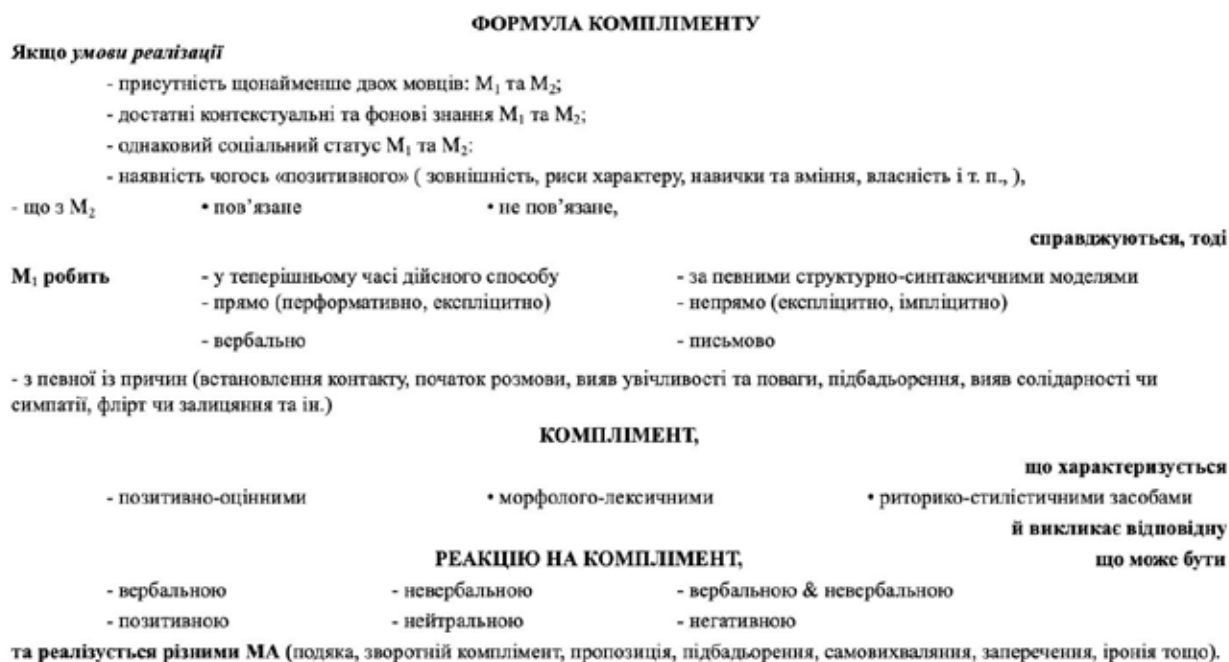 ФОРМУЛА КОМПЛІМЕНТУ
Якщо умови реалізації
- присутність щонайменше двох мовців: М₁ та М₂;
- достатні контекстуальні та фонові знання М₁ та М₂;
- однаковий соціальний статус М₁ та М₂:
- наявність чогось «позитивного» ( зовнішність, риси характеру, навички та вміння, власність і т. п., ),
- що з М₂ • пов’язане • не пов’язане,
справджуються, тоді
М₁ робить - у теперішньому часі дійсного способу - за певними структурно-синтаксичними моделями
- прямо (перформативно, експліцитно) - непрямо (експліцитно, імпліцитно)
- вербально - письмово
- з певної із причин (встановлення контакту, початок розмови, вияв увічливості та поваги, підбадьорення, вияв солідарності чи
симпатії, флірт чи залицяння та ін.)
КОМПЛІМЕНТ,
що характеризується
- позитивно-оцінними • морфолого-лексичними • риторико-стилістичними засобами
й викликає відповідну
РЕАКЦІЮ НА КОМПЛІМЕНТ, що може бути
- вербальною - невербальною - вербальною & невербальною
- позитивною - нейтральною - негативною
та реалізується різними МА (подяка, зворотній комплімент, пропозиція, підбадьорення, самовихваляння, заперечення, іронія тощо).